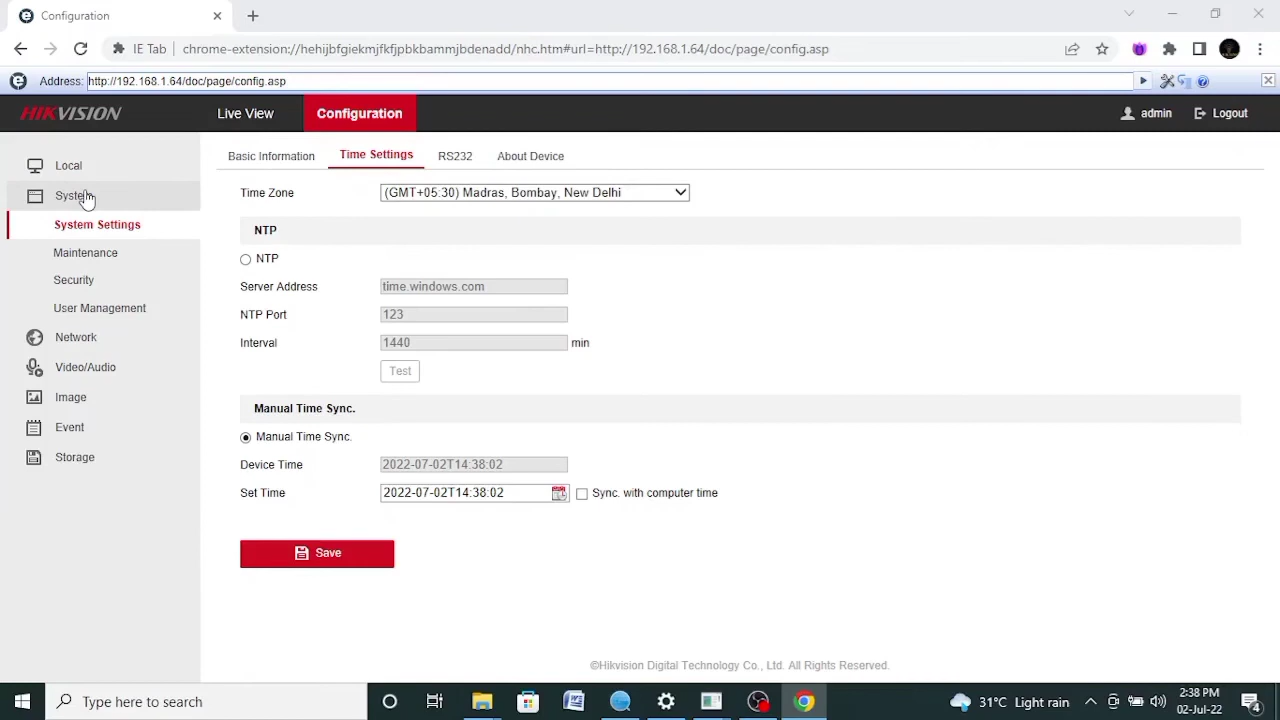 Configuration
IE Tab
chrome-extension://hehijbfgiekmjfkfjpbkbammjbdenadd/nhc.htm#url=http://192.168.1.64/doc/page/config.asp
Address: http://192.168.1.64/doc/page/config.asp
HIKVISION
Live View
Configuration
admin
Logout
Local
System
System Settings
Maintenance
Security
User Management
Network
Video/Audio
Image
Event
Storage
Basic Information
Time Settings
RS232
About Device
Time Zone
(GMT+05:30) Madras, Bombay, New Delhi
NTP
NTP
Server Address
time.windows.com
NTP Port
123
Interval
1440
min
Test
Manual Time Sync.
Manual Time Sync.
Device Time
2022-07-02T14:38:02
Set Time
2022-07-02T14:38:02
Sync. with computer time
Save
©Hikvision Digital Technology Co., Ltd. All Rights Reserved.
Type here to search
31°C Light rain
2:38 PM
02-Jul-22
4